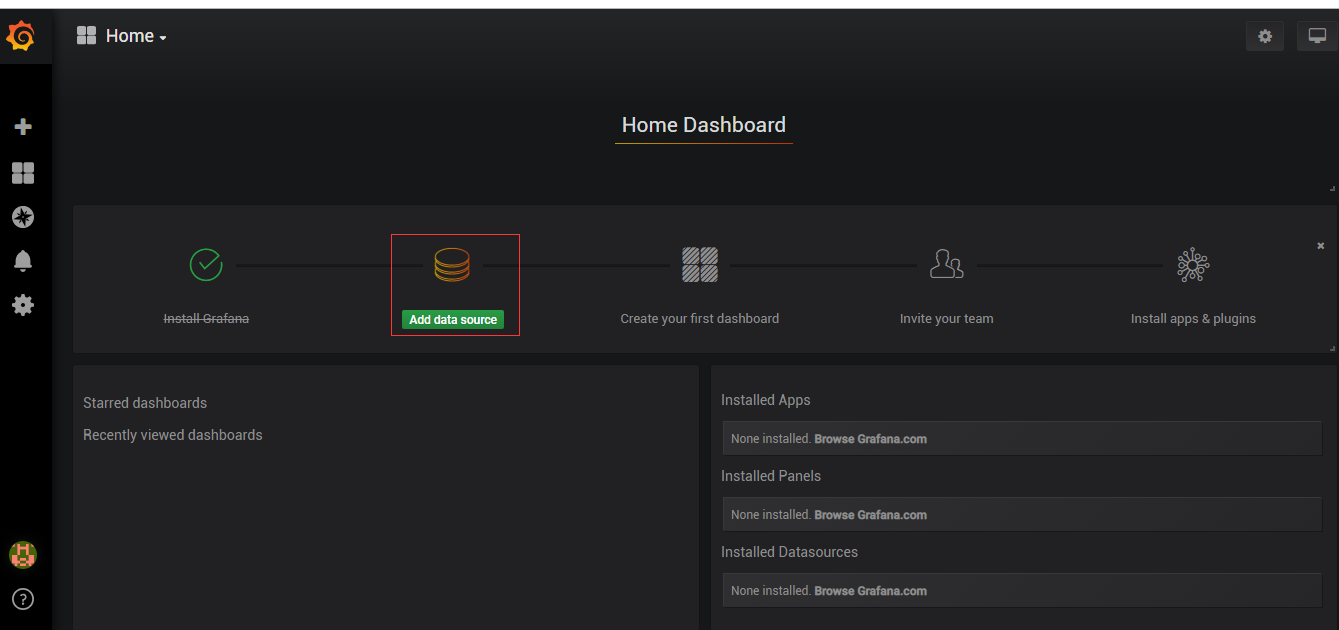 Home
Home Dashboard
Install Grafana
Add data source
Create your first dashboard
Invite your team
Install apps & plugins
Starred dashboards
Recently viewed dashboards
Installed Apps
None installed. Browse Grafana.com
Installed Panels
None installed. Browse Grafana.com
Installed Datasources
None installed. Browse Grafana.com